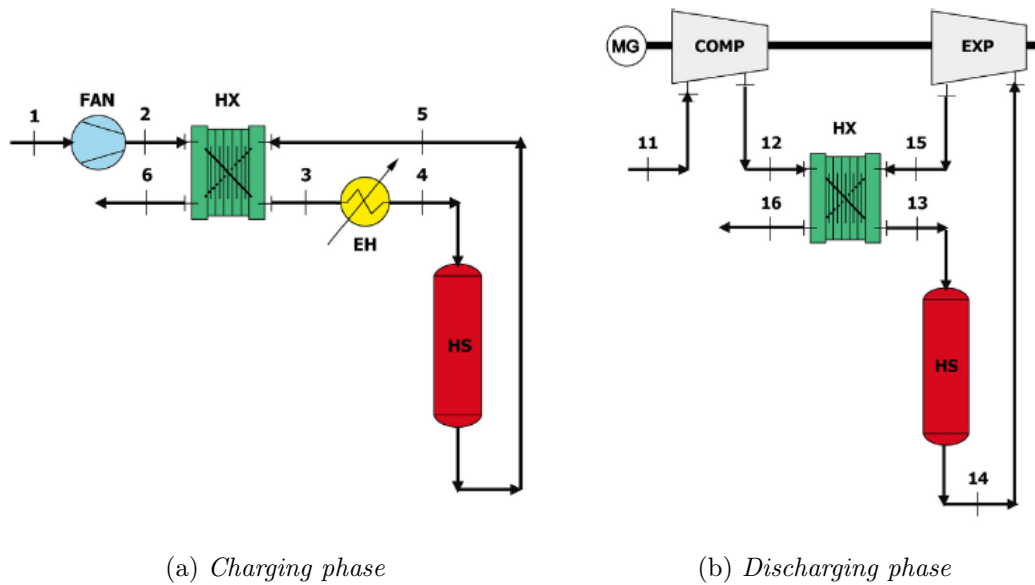 FAN
HX
1
2
5
6
3
4
EH
HS
(a) Charging phase
MG
COMP
EXP
HX
11
12
15
16
13
HS
14
(b) Discharging phase